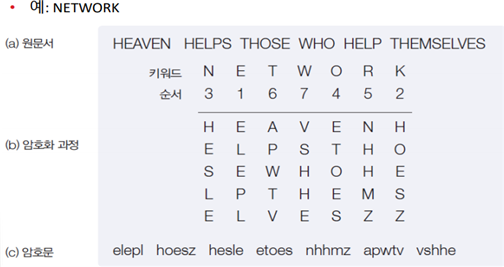 • 예: NETWORK
(a) 원문서 HEAVEN HELPS THOSE WHO HELP THEMSELVES
키워드 N E T W O R K
순서 3 1 6 7 4 5 2
H E A V E N H
E L P S T H O
(b) 암호화 과정
S E W H O H E
L P T H E M S
E L V E S Z Z
(c) 암호문 elepl hoesz hesle etoes nhhmz apwtv vshhe